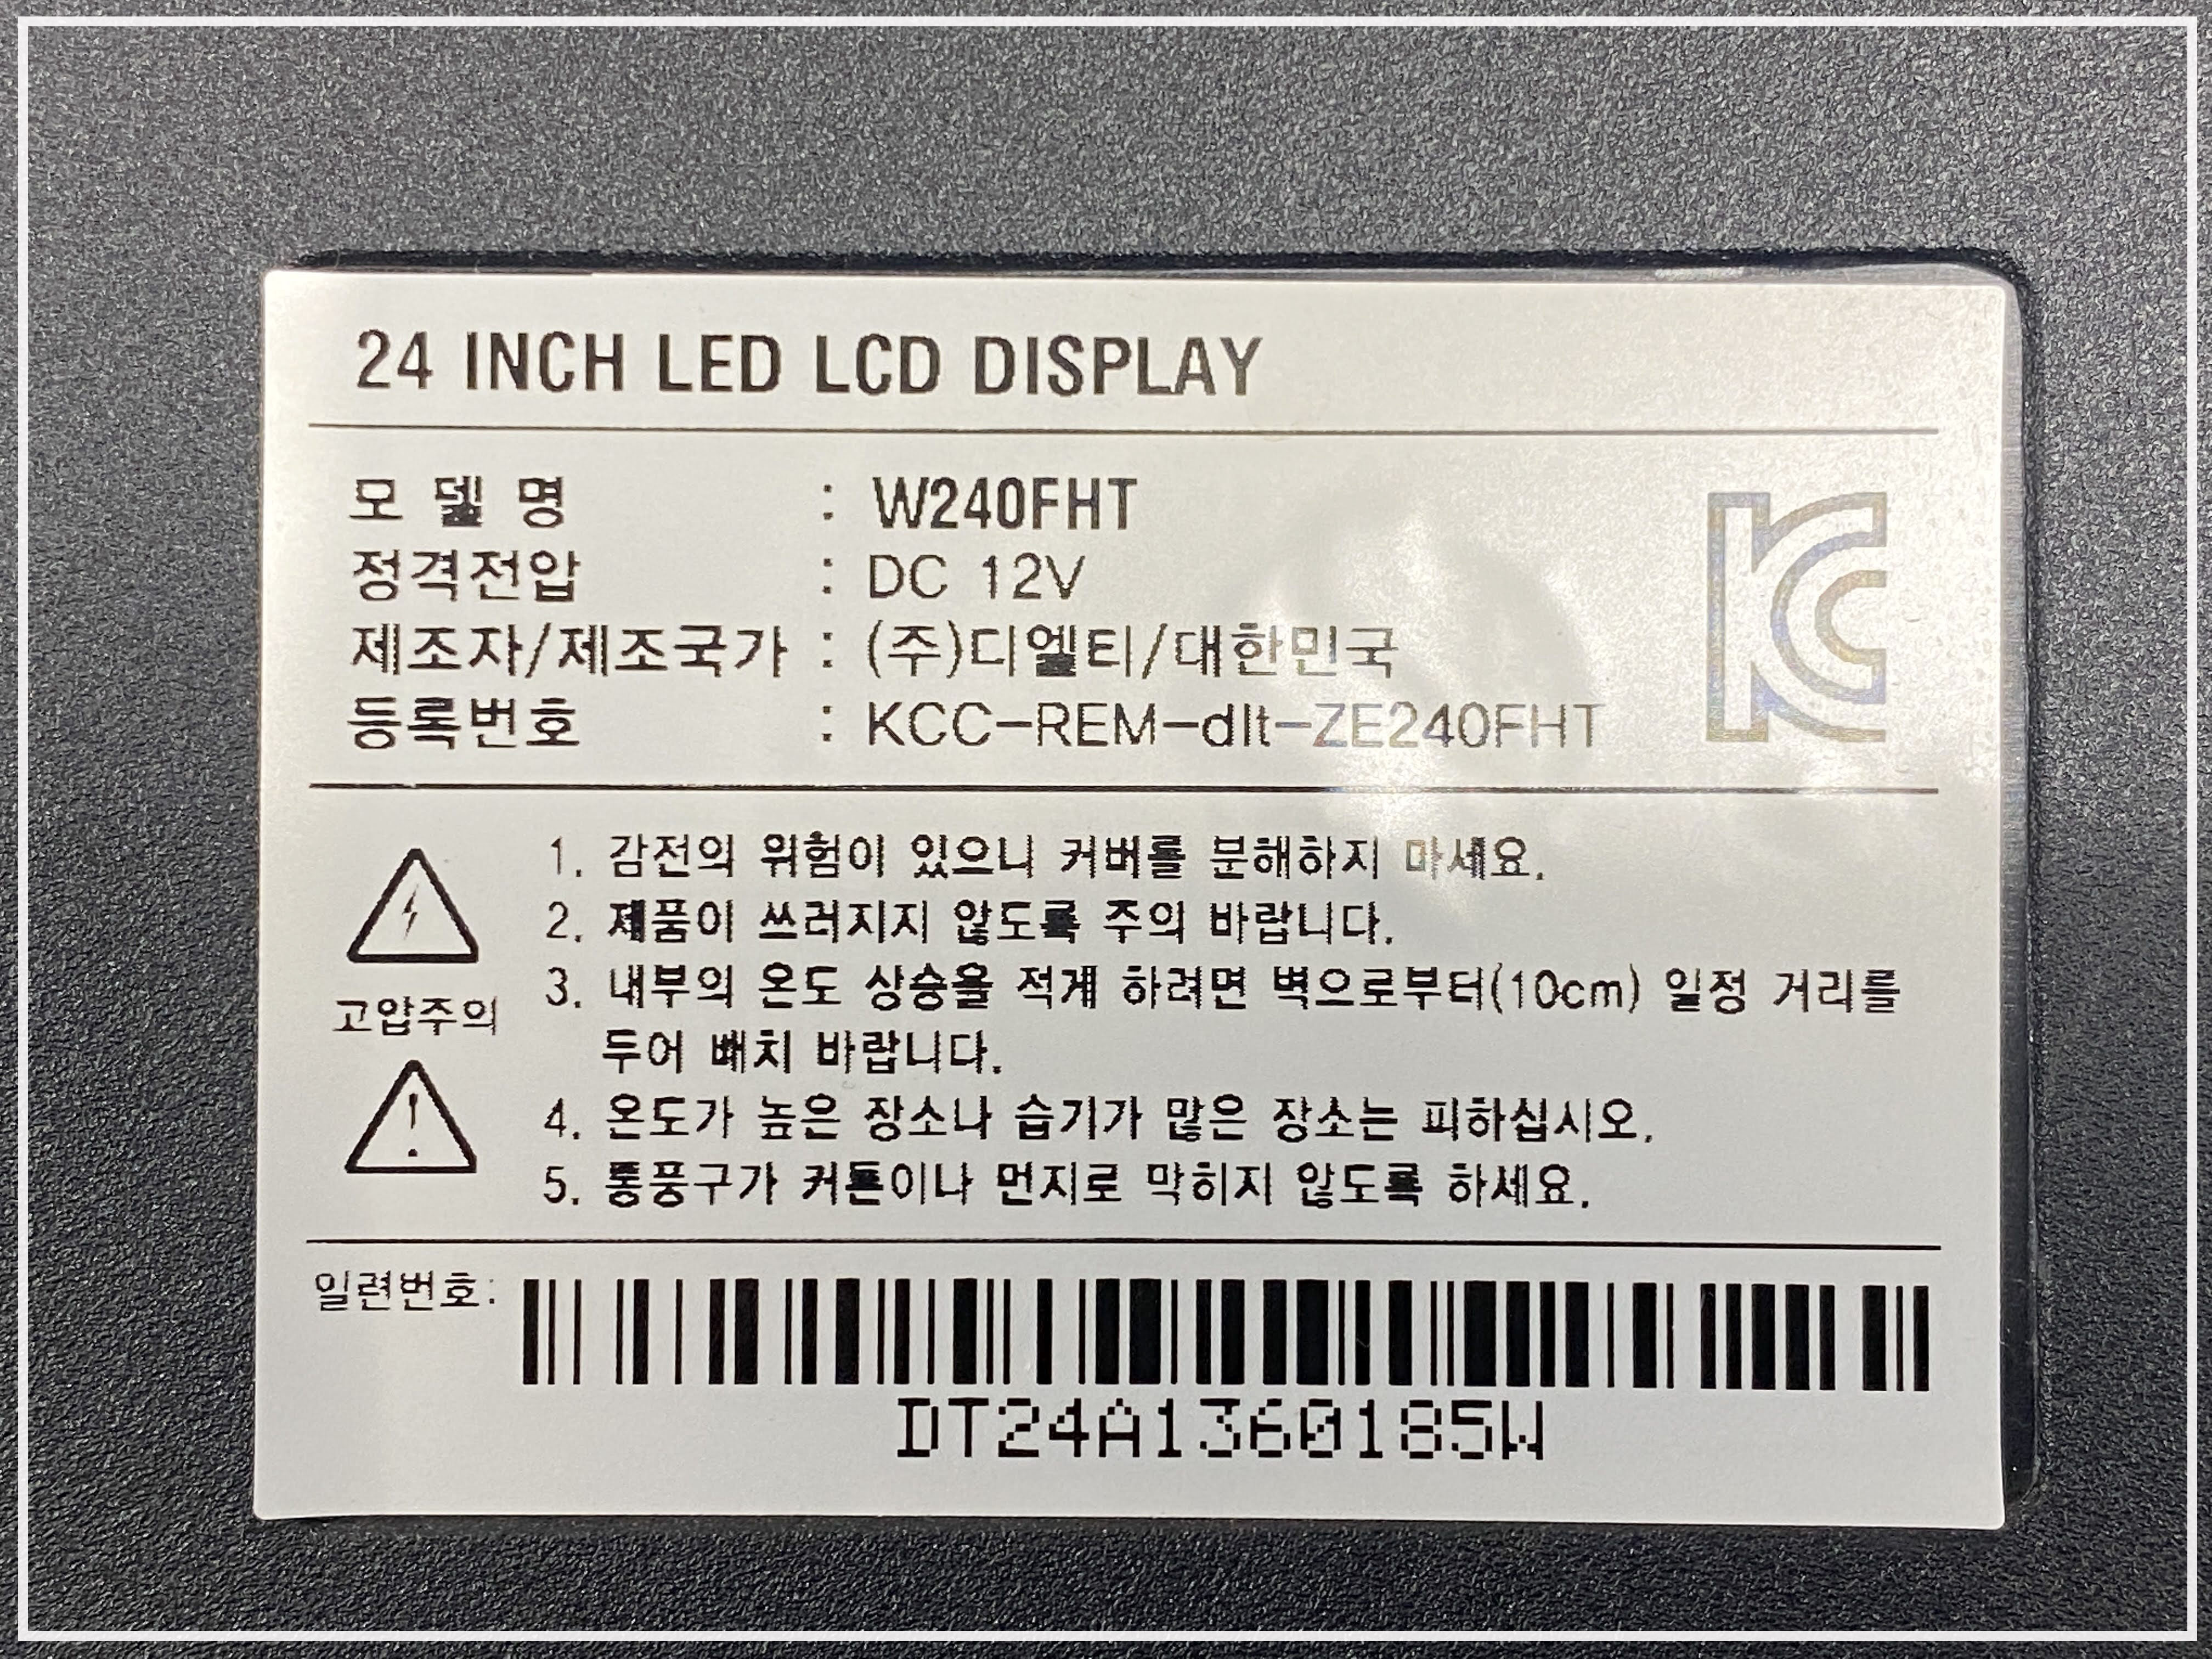 24 INCH LED LCD DISPLAY
모 델 명 : W240FHT
정격전압 : DC 12V
제조자/제조국가 : (주)디엘티/대한민국
등록번호 : KCC-REM-dlt-ZE240FHT
KC
1. 감전의 위험이 있으니 커버를 분해하지 마세요.
2. 제품이 쓰러지지 않도록 주의 바랍니다.
3. 내부의 온도 상승을 적게 하려면 벽으로부터(10cm) 일정 거리를
두어 배치 바랍니다.
4. 온도가 높은 장소나 습기가 많은 장소는 피하십시오.
5. 통풍구가 커튼이나 먼지로 막히지 않도록 하세요.
고압주의
일련번호:
DT24A1360185W